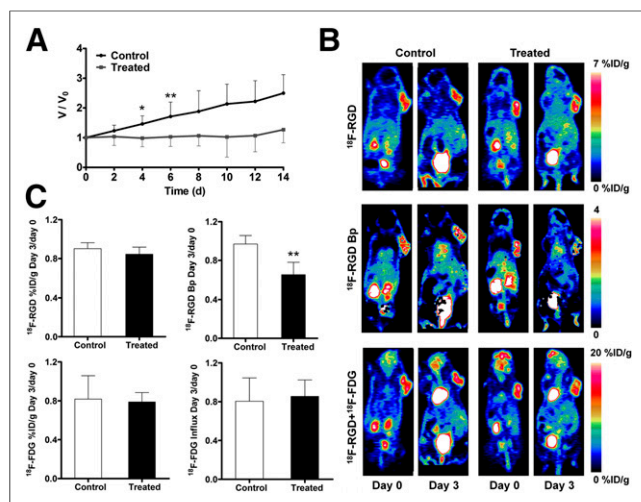 A
Control
Treated
V / V0
5
4
3
2
1
0
*
**
0 2 4 6 8 10 12 14
Time (d)
B
Control Treated
18F-RGD
7 %ID/g
0 %ID/g
18F-RGD Bp
4
0
18F-RGD+18F-FDG
20 %ID/g
0 %ID/g
Day 0 Day 3 Day 0 Day 3
C
18F-RGD %ID/g Day 3/day 0
1.2
0.8
0.4
0.0
Control Treated
18F-RGD Bp Day 3/day 0
1.2
0.8
0.4
0.0
**
Control Treated
18F-FDG %ID/g Day 3/day 0
1.2
0.8
0.4
0.0
Control Treated
18F-FDG Influx Day 3/day 0
1.2
0.8
0.4
0.0
Control Treated